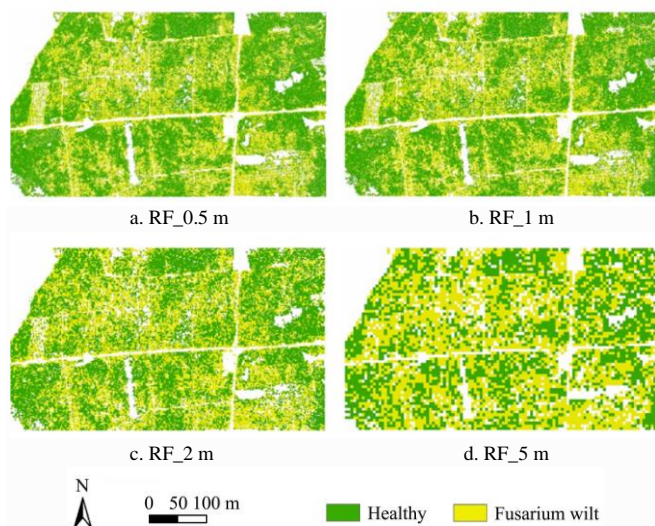 a. RF_0.5 m
b. RF_1 m
c. RF_2 m
d. RF_5 m
N
0 50 100 m
Healthy
Fusarium wilt